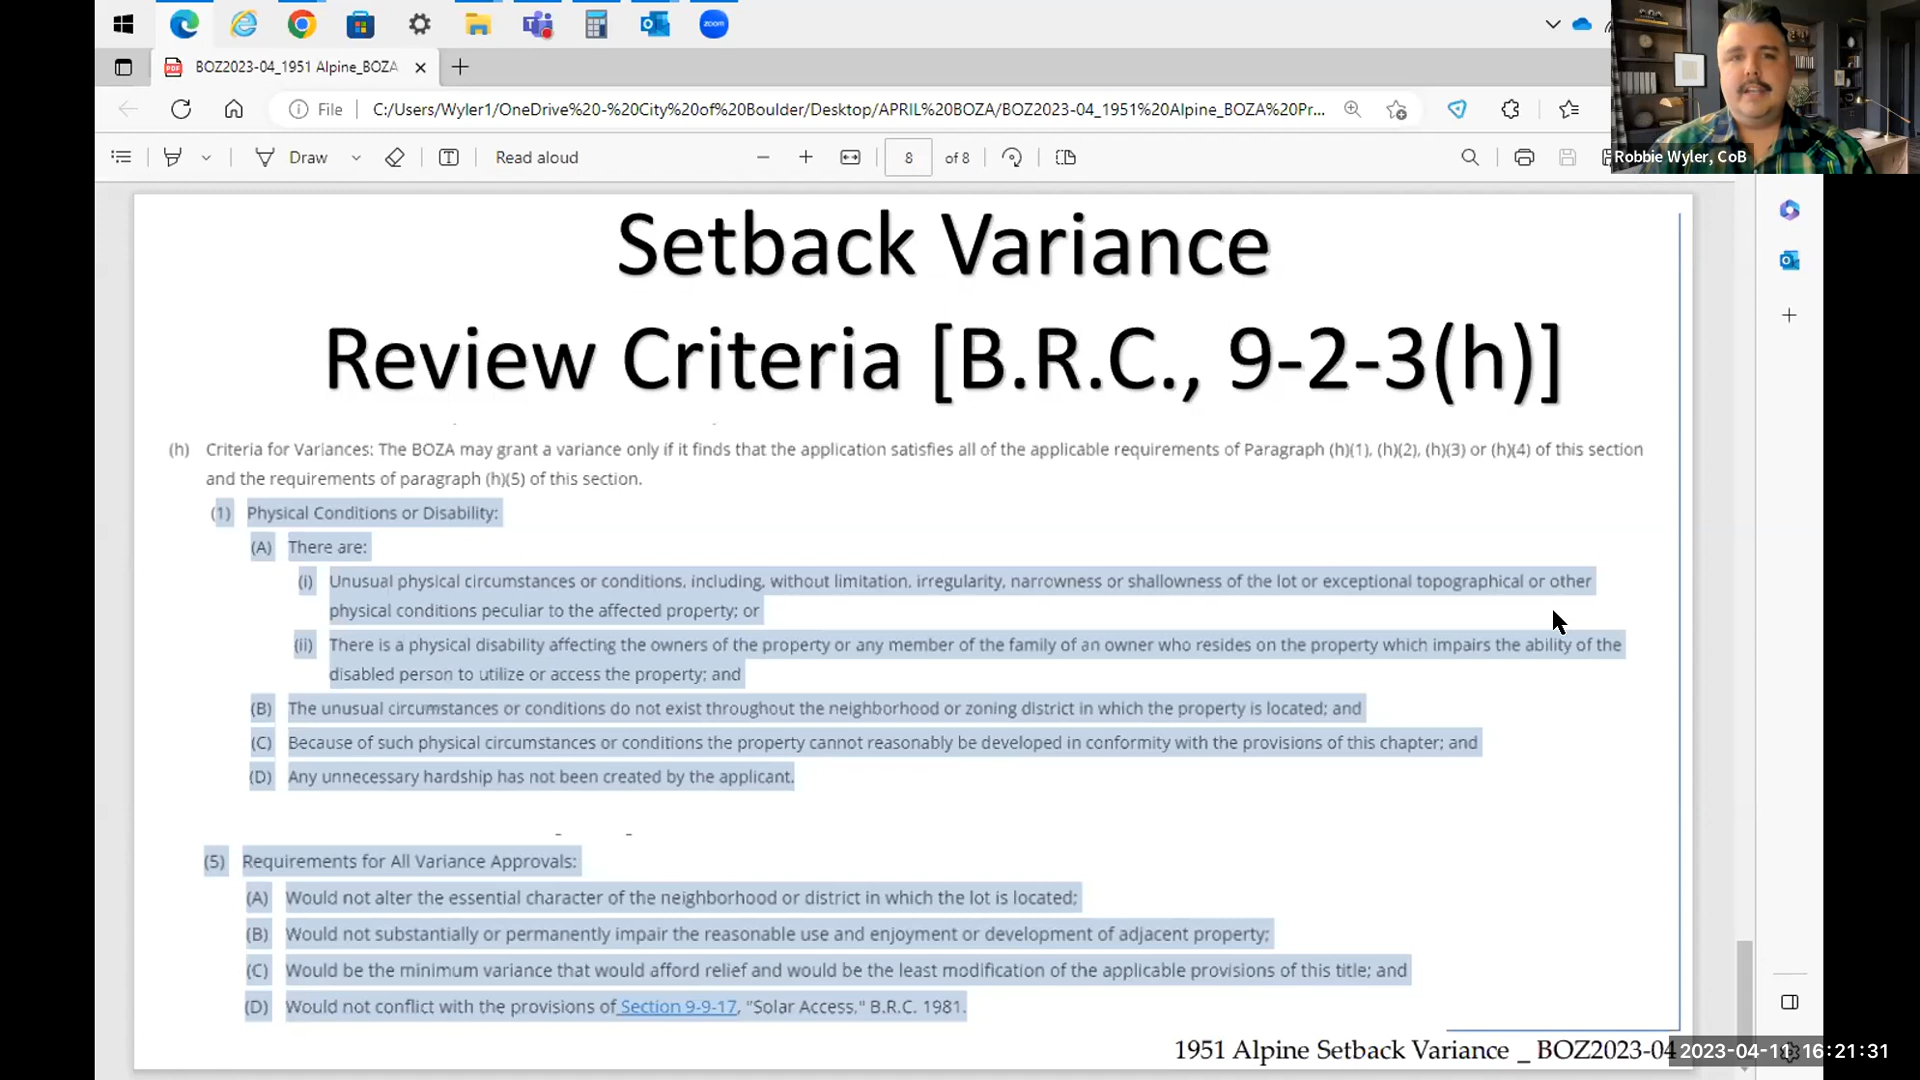 zoom
BOZ2023-04_1951 Alpine_BOZA
File
C:/Users/Wyler1/OneDrive%20-%20City%20of%20Boulder/Desktop/APRIL%20BOZA/BOZ2023-04_1951%20Alpine_BOZA%20Pr...
Draw
Read aloud
8
of 8
Robbie Wyler, CoB
Setback Variance
Review Criteria [B.R.C., 9-2-3(h)]
(h) Criteria for Variances: The BOZA may grant a variance only if it finds that the application satisfies all of the applicable requirements of Paragraph (h)(1), (h)(2), (h)(3) or (h)(4) of this section
and the requirements of paragraph (h)(5) of this section.
(1) Physical Conditions or Disability:
(A) There are:
(i) Unusual physical circumstances or conditions, including, without limitation, irregularity, narrowness or shallowness of the lot or exceptional topographical or other
physical conditions peculiar to the affected property; or
(ii) There is a physical disability affecting the owners of the property or any member of the family of an owner who resides on the property which impairs the ability of the
disabled person to utilize or access the property; and
(B) The unusual circumstances or conditions do not exist throughout the neighborhood or zoning district in which the property is located; and
(C) Because of such physical circumstances or conditions the property cannot reasonably be developed in conformity with the provisions of this chapter; and
(D) Any unnecessary hardship has not been created by the applicant.
(5) Requirements for All Variance Approvals:
(A) Would not alter the essential character of the neighborhood or district in which the lot is located;
(B) Would not substantially or permanently impair the reasonable use and enjoyment or development of adjacent property;
(C) Would be the minimum variance that would afford relief and would be the least modification of the applicable provisions of this title; and
(D) Would not conflict with the provisions of Section 9-9-17, "Solar Access," B.R.C. 1981.
1951 Alpine Setback Variance _ BOZ2023-04
2023-04-11 16:21:31